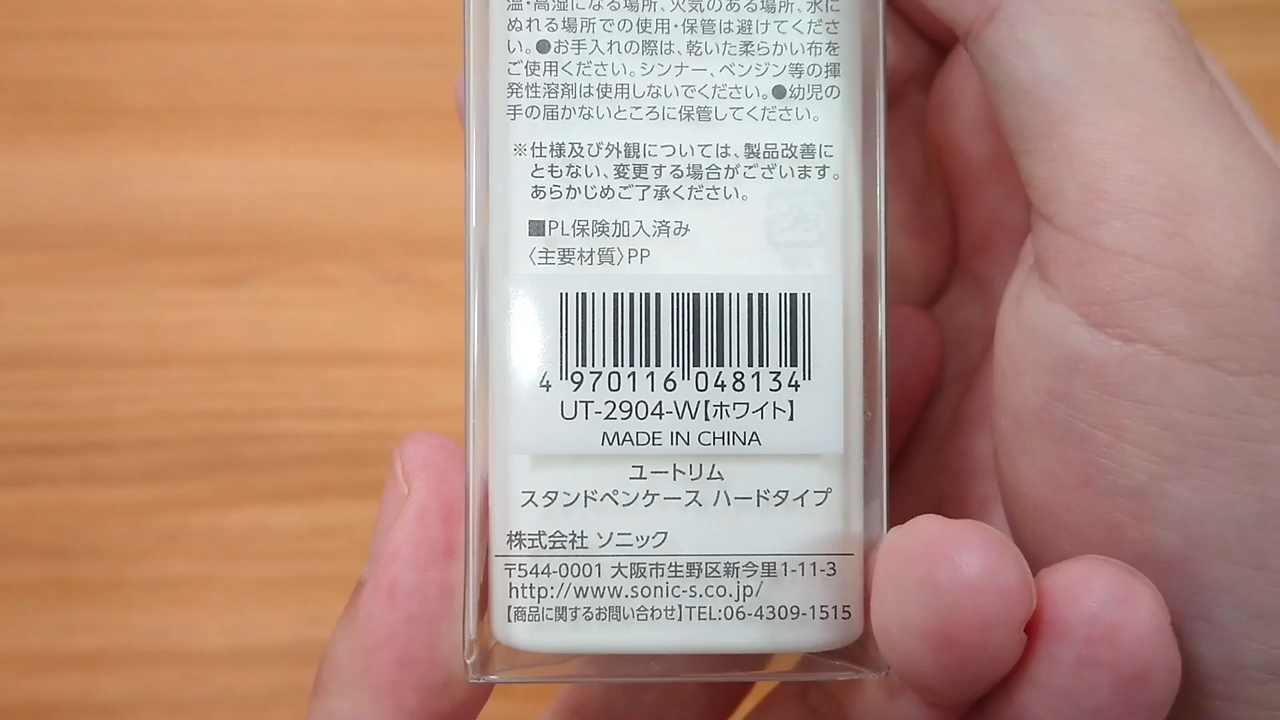 温・高湿になる場所、火気のある場所、水に
ぬれる場所での使用・保管は避けてくださ
い。●お手入れの際は、乾いた柔らかい布を
ご使用ください。シンナー、ベンジン等の揮
発性溶剤は使用しないでください。●幼児の
手の届かないところに保管してください。
※仕様及び外観については、製品改善に
ともない、変更する場合がございます。
あらかじめご了承ください。
■PL保険加入済み
〈主要材質〉PP
4 970116 048134
UT-2904-W【ホワイト】
MADE IN CHINA
ユートリム
スタンドペンケース ハードタイプ
株式会社 ソニック
〒544-0001 大阪市生野区新今里1-11-3
http://www.sonic-s.co.jp/
【商品に関するお問い合わせ】TEL:06-4309-1515